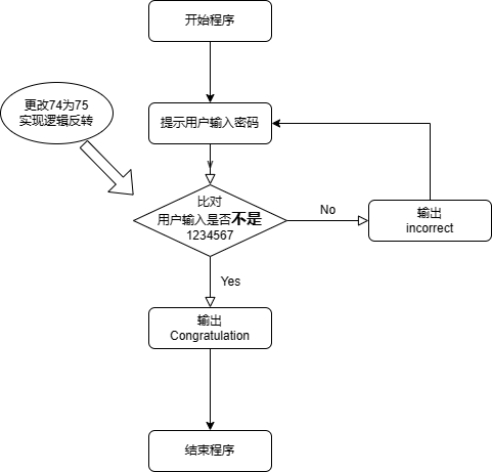 开始程序
更改74为75
实现逻辑反转
提示用户输入密码
比对
用户输入是否不是
1234567
No
输出
incorrect
Yes
输出
Congratulation
结束程序